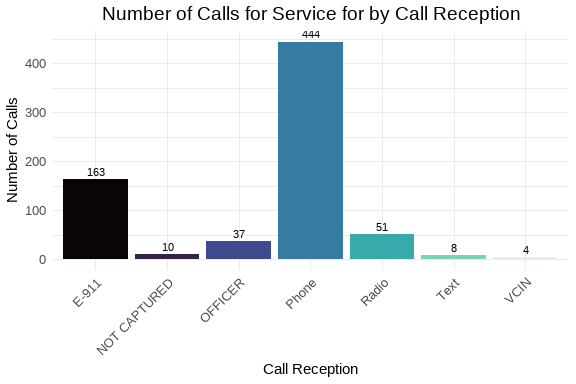 Number of Calls for Service for by Call Reception
Number of Calls
400
300
200
100
0
163
10
37
444
51
8
4
E-911
NOT CAPTURED
OFFICER
Phone
Radio
Text
VCIN
Call Reception